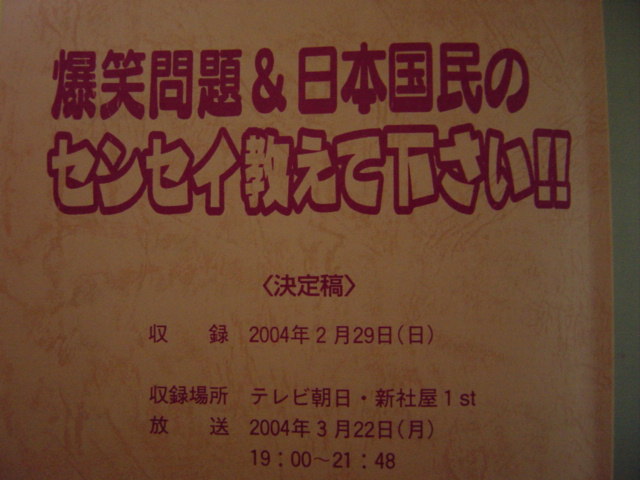 爆笑問題&日本国民の
センセイ教えて下さい!!
〈決定稿〉
収　録　2004年2月29日(日)
収録場所　テレビ朝日・新社屋1st
放　送　2004年3月22日(月)
19:00～21:48